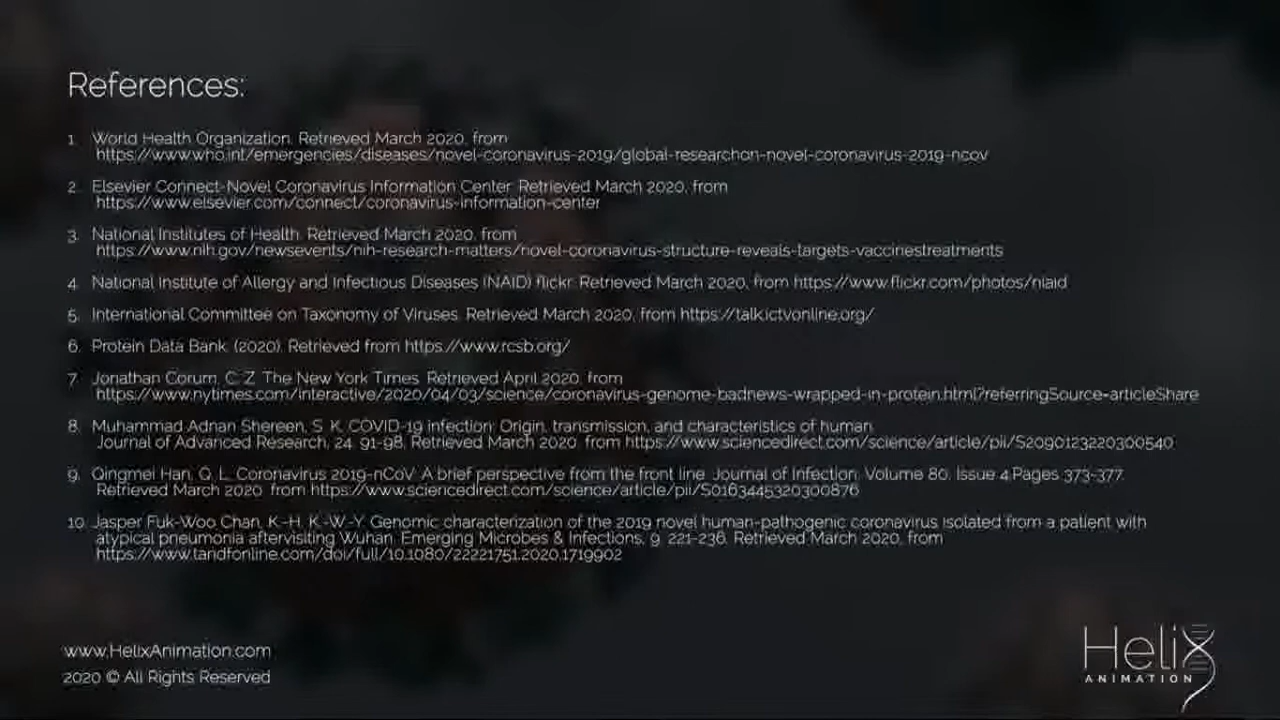 References:
1. World Health Organization. Retrieved March 2020, from
https://www.who.int/emergencies/diseases/novel-coronavirus-2019/global-researchon-novel-coronavirus-2019-ncov
2. Elsevier Connect-Novel Coronavirus Information Center. Retrieved March 2020, from
https://www.elsevier.com/connect/coronavirus-information-center
3. National Institutes of Health. Retrieved March 2020, from
https://www.nih.gov/newsevents/nih-research-matters/novel-coronavirus-structure-reveals-targets-vaccinestreatments
4. National Institute of Allergy and Infectious Diseases (NAID) flickr. Retrieved March 2020, from https://www.flickr.com/photos/niaid
5. International Committee on Taxonomy of Viruses. Retrieved March 2020, from https://talk.ictvonline.org/
6. Protein Data Bank. (2020). Retrieved from https://www.rcsb.org/
7. Jonathan Corum, C. Z. The New York Times. Retrieved April 2020, from
https://www.nytimes.com/interactive/2020/04/03/science/coronavirus-genome-badnews-wrapped-in-protein.html?referringSource=articleShare
8. Muhammad Adnan Shereen, S. K. COVID-19 infection: Origin, transmission, and characteristics of human.
Journal of Advanced Research, 24, 91-98. Retrieved March 2020, from https://www.sciencedirect.com/science/article/pii/S2090123220300540
9. Qingmei Han, Q. L. Coronavirus 2019-nCoV: A brief perspective from the front line. Journal of Infection, Volume 80, Issue 4 Pages 373-377.
Retrieved March 2020, from https://www.sciencedirect.com/science/article/pii/S0163445320300876
10. Jasper Fuk-Woo Chan, K.-H. K.-W.-Y. Genomic characterization of the 2019 novel human-pathogenic coronavirus isolated from a patient with
atypical pneumonia aftervisiting Wuhan. Emerging Microbes & Infections, 9, 221-236. Retrieved March 2020, from
https://www.tandfonline.com/doi/full/10.1080/22221751.2020.1719902
www.HelixAnimation.com
2020 © All Rights Reserved
Helix
ANIMATION